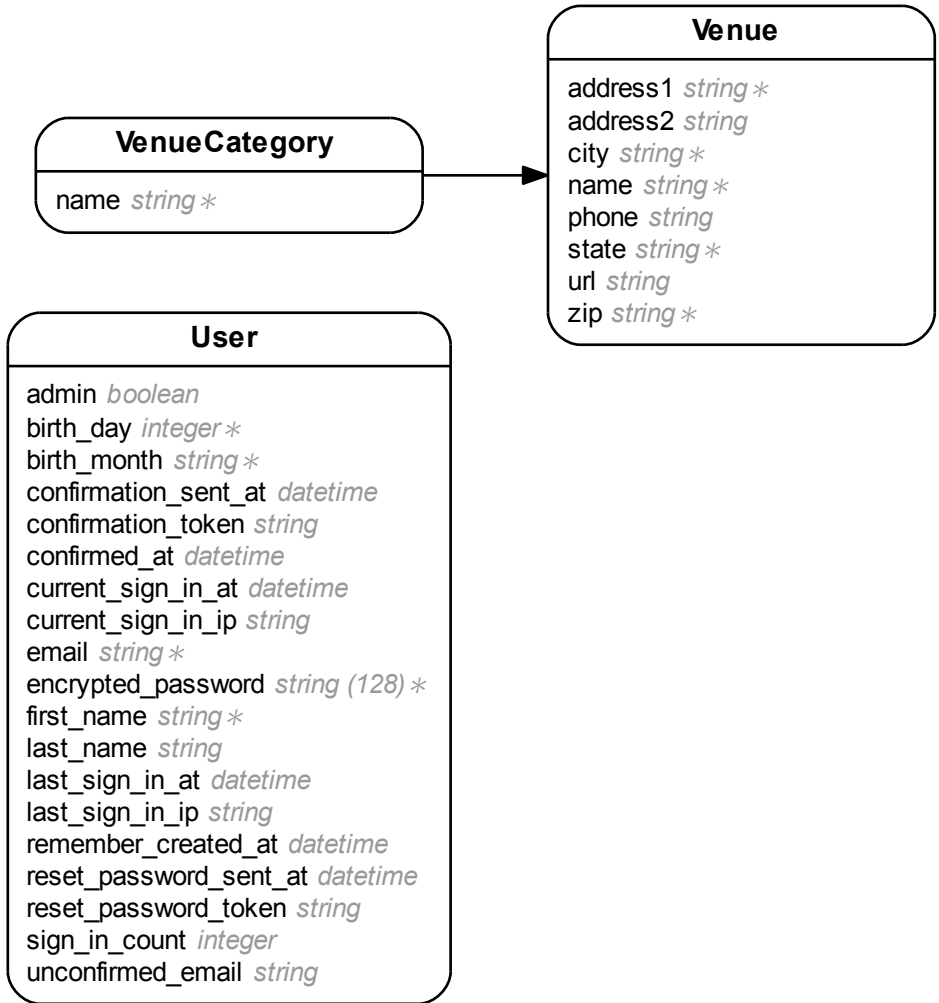 Venue
address1 string ∗
address2 string
city string ∗
name string ∗
phone string
state string ∗
url string
zip string ∗
VenueCategory
name string ∗
User
admin boolean
birth_day integer ∗
birth_month string ∗
confirmation_sent_at datetime
confirmation_token string
confirmed_at datetime
current_sign_in_at datetime
current_sign_in_ip string
email string ∗
encrypted_password string (128) ∗
first_name string ∗
last_name string
last_sign_in_at datetime
last_sign_in_ip string
remember_created_at datetime
reset_password_sent_at datetime
reset_password_token string
sign_in_count integer
unconfirmed_email string